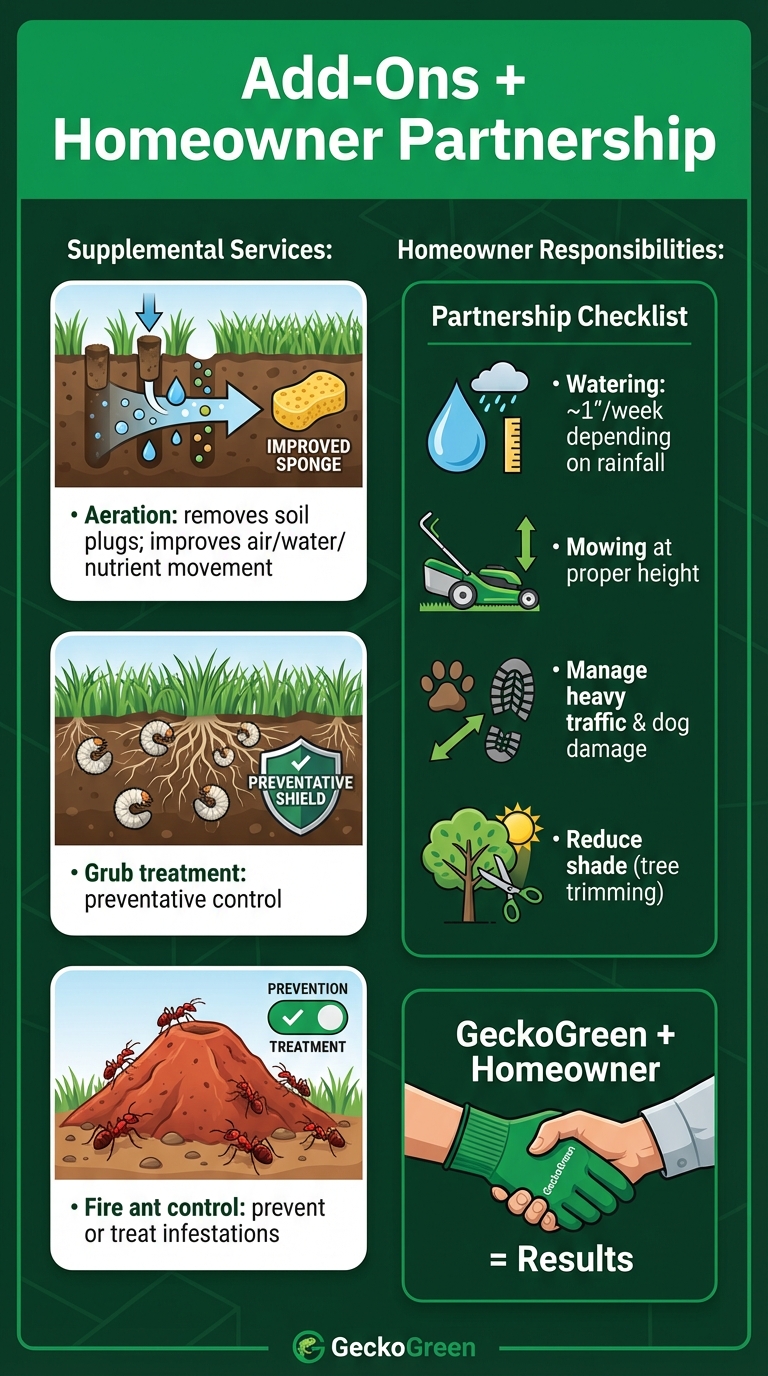 Add-Ons +
Homeowner Partnership
Supplemental Services:
IMPROVED
SPONGE
• Aeration: removes soil
plugs; improves air/water/
nutrient movement
PREVENTATIVE
SHIELD
• Grub treatment:
preventative control
PREVENTION
TREATMENT
• Fire ant control: prevent
or treat infestations
Homeowner Responsibilities:
Partnership Checklist
• Watering:
~1"/week
depending
on rainfall
• Mowing at
proper height
• Manage
heavy
traffic & dog
damage
• Reduce
shade (tree
trimming)
GeckoGreen +
Homeowner
GeckoGreen
= Results
GeckoGreen